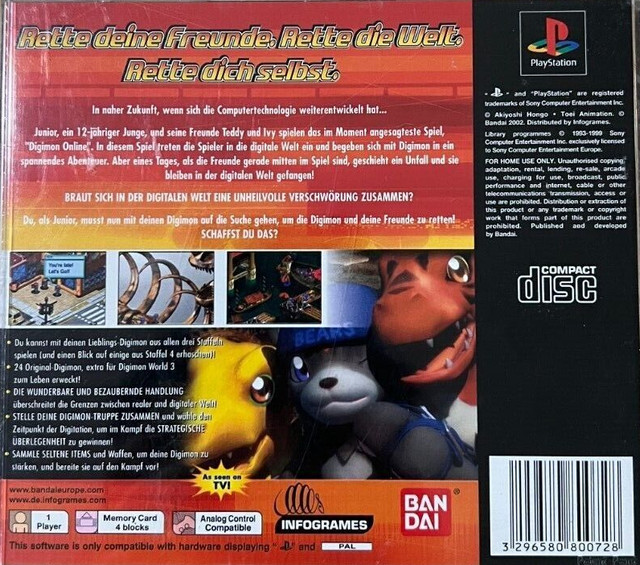 Rette deine Freunde. Rette die Welt.
Rette dich selbst.
In naher Zukunft, wenn sich die Computertechnologie weiterentwickelt hat...
Junior, ein 12-jähriger Junge, und seine Freunde Teddy und Ivy spielen das im Moment angesagteste Spiel,
"Digimon Online". In diesem Spiel treten die Spieler in die digitale Welt ein und begeben sich mit Digimon in ein
spannendes Abenteuer. Aber eines Tages, als die Freunde gerade mitten im Spiel sind, geschieht ein Unfall und sie
bleiben in der digitalen Welt gefangen!
BRAUT SICH IN DER DIGITALEN WELT EINE UNHEILVOLLE VERSCHWÖRUNG ZUSAMMEN?
Du, als Junior, musst nun mit deinen Digimon auf die Suche gehen, um die Digimon und deine Freunde zu retten!
SCHAFFST DU DAS?
You're late!
Let's Go!!
BEARS
• Du kannst mit deinen Lieblings-Digimon aus allen drei Staffeln
spielen (und einen Blick auf einige aus Staffel 4 erhaschen)!
• 24 Original-Digimon, extra für Digimon World 3
zum Leben erweckt!
• DIE WUNDERBARE UND BEZAUBERNDE HANDLUNG
überschreitet die Grenzen zwischen realer und digitaler Welt!
• STELLE DEINE DIGIMON-TRUPPE ZUSAMMEN und wähle den
Zeitpunkt der Digitation, um im Kampf die STRATEGISCHE
ÜBERLEGENHEIT zu gewinnen!
• SAMMLE SELTENE ITEMS und Waffen, um deine Digimon zu
stärken, und bereite sie auf den Kampf vor!
As seen on
TV!
www.bandaieurope.com
www.de.infogrames.com
1
Player
Memory Card
4 blocks
Analog Control
Compatible
INFOGRAMES
BAN
DAI
®
This software is only compatible with hardware displaying " " and PAL
PlayStation
" " and "PlayStation" are registered
trademarks of Sony Computer Entertainment Inc.
© Akiyoshi Hongo • Toei Animation. ©
Bandai 2002. Distributed by Infogrames.
Library programmes © 1993-1999 Sony
Computer Entertainment Inc. exclusively licensed
to Sony Computer Entertainment Europe.
FOR HOME USE ONLY. Unauthorised copying,
adaptation, rental, lending, re-sale, arcade
use, charging for use, broadcast, public
performance and internet, cable or other
telecommunications transmission, access or
use are prohibited. Distribution or extraction of
this product or any trademark or copyright
work that forms part of this product are
prohibited. Published and developed
by Bandai.
COMPACT
disc
3 296580 800728